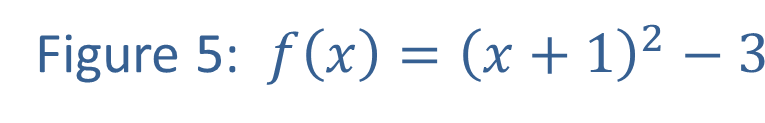 Figure 5: f(x) = (x + 1)² − 3